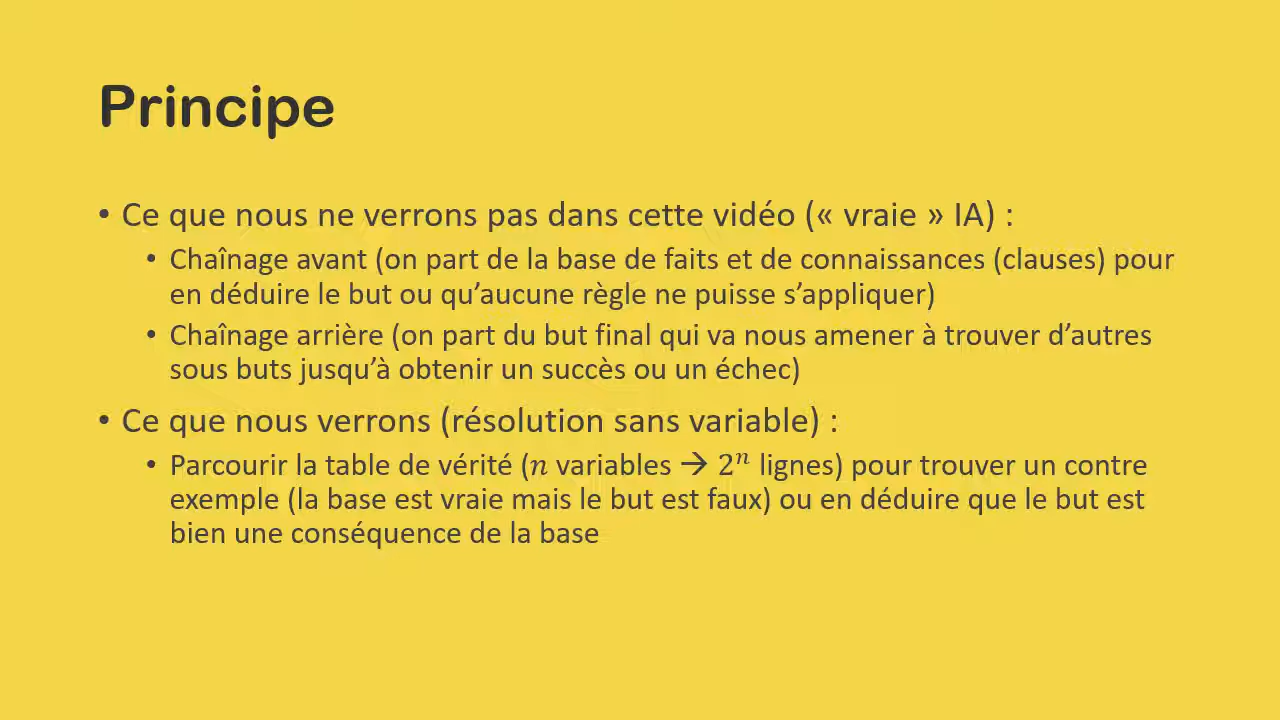 Principe
• Ce que nous ne verrons pas dans cette vidéo (« vraie » IA) :
• Chaînage avant (on part de la base de faits et de connaissances (clauses) pour
en déduire le but ou qu’aucune règle ne puisse s’appliquer)
• Chaînage arrière (on part du but final qui va nous amener à trouver d’autres
sous buts jusqu’à obtenir un succès ou un échec)
• Ce que nous verrons (résolution sans variable) :
• Parcourir la table de vérité (𝑛 variables → 2ⁿ lignes) pour trouver un contre
exemple (la base est vraie mais le but est faux) ou en déduire que le but est
bien une conséquence de la base